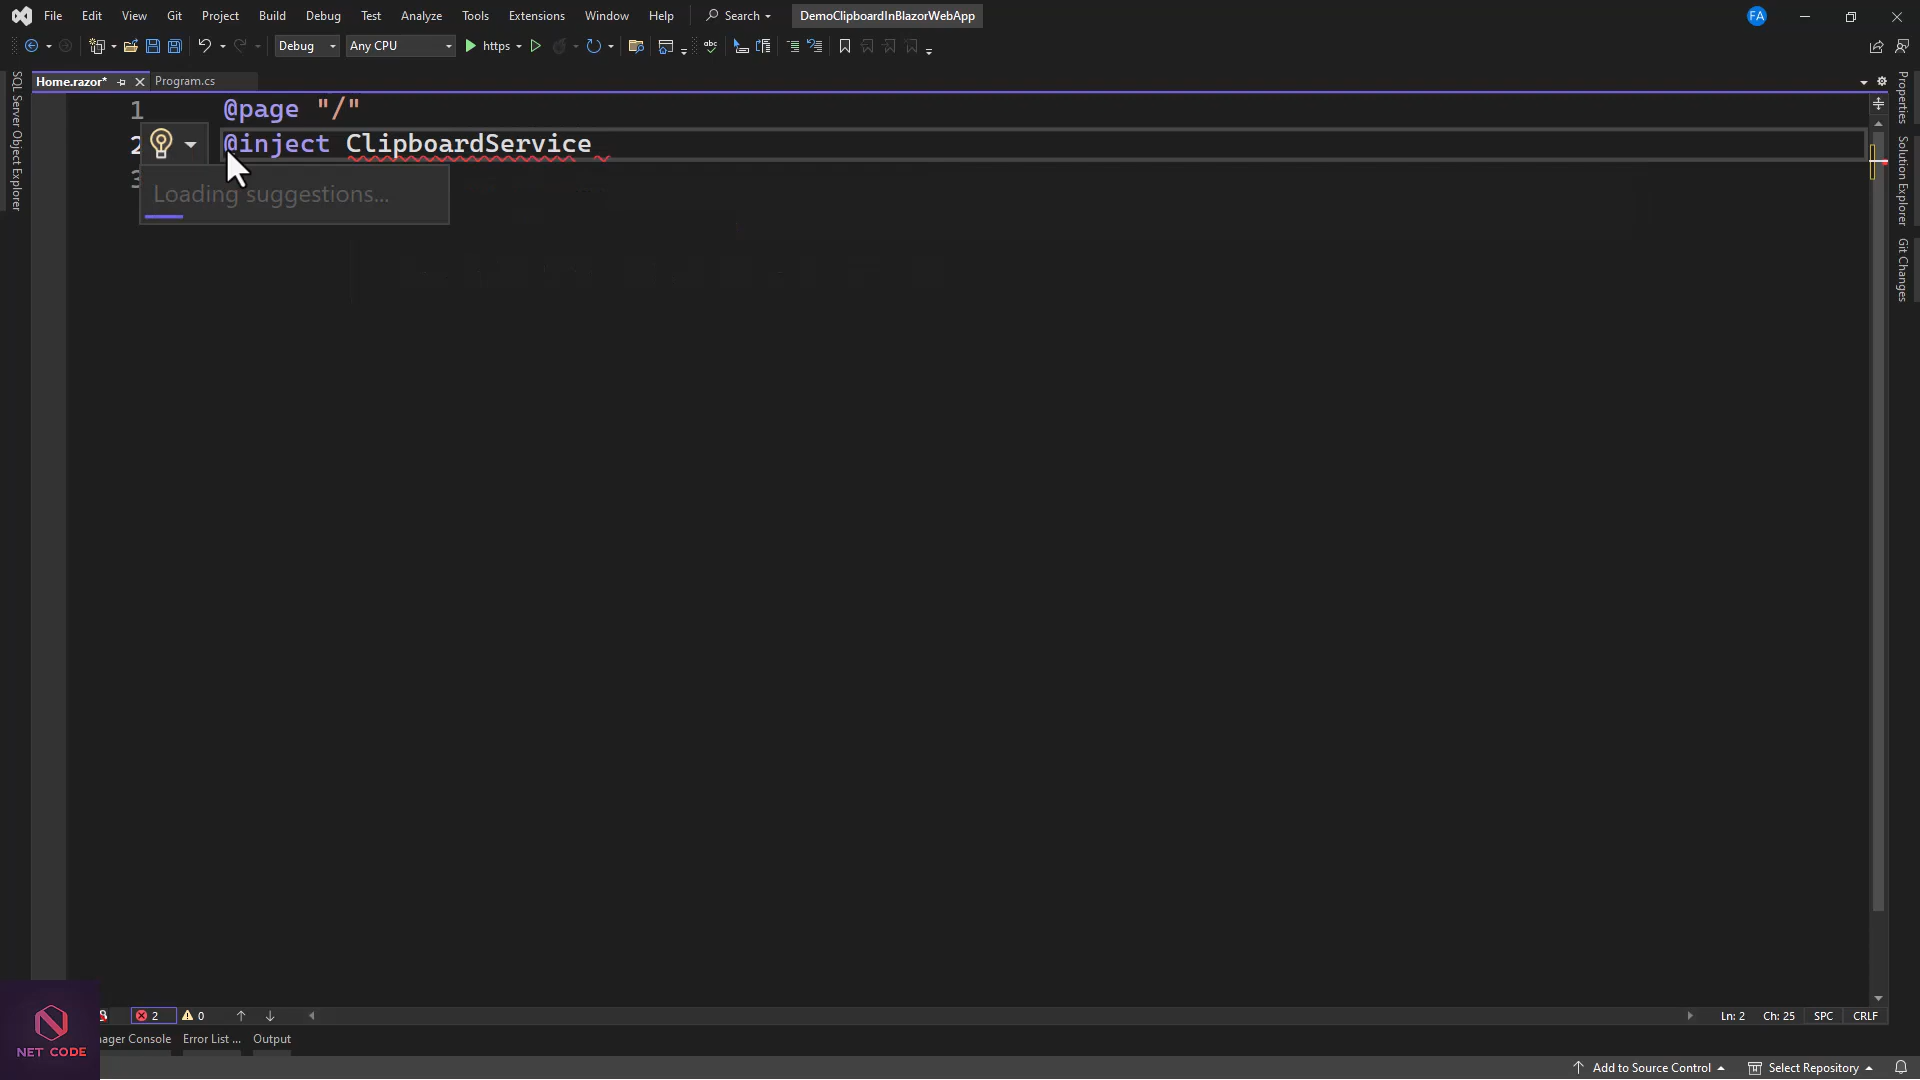 File Edit View Git Project Build Debug Test Analyze Tools Extensions Window Help Search DemoClipboardInBlazorWebApp FA
Debug Any CPU https
Home.razor* Program.cs
1 @page "/"
2 @inject ClipboardService
3
Loading suggestions...
SQL Server Object Explorer
Properties
Solution Explorer
Git Changes
2 0 Ln: 2 Ch: 25 SPC CRLF
ager Console Error List ... Output
NET CODE
Add to Source Control Select Repository